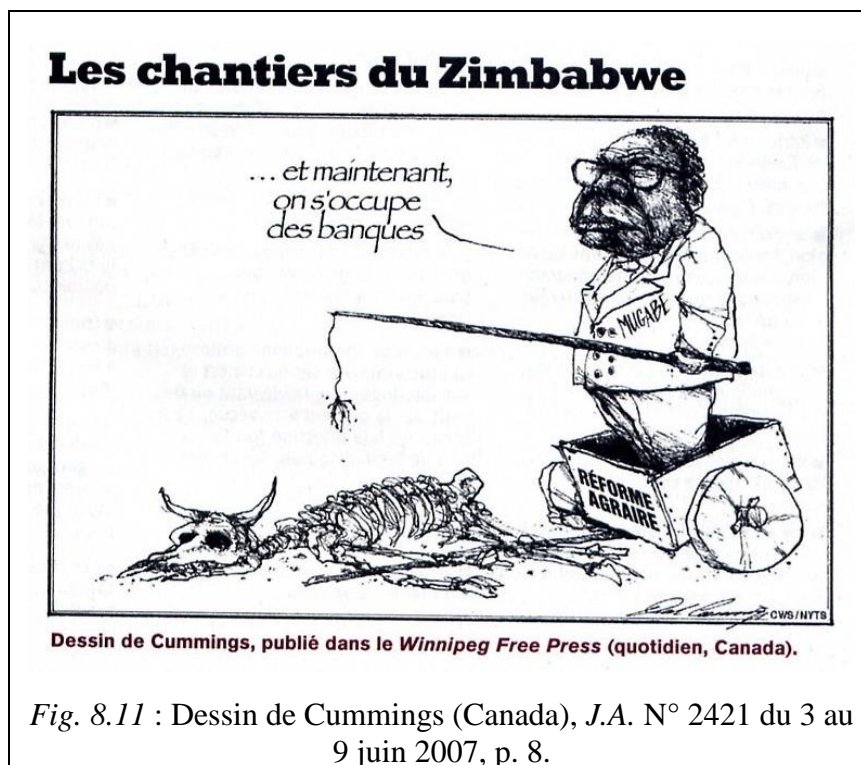 Les chantiers du Zimbabwe
... et maintenant,
on s'occupe
des banques
MUGABE
RÉFORME
AGRAIRE
CWS/NYTS
Dessin de Cummings, publié dans le Winnipeg Free Press (quotidien, Canada).
Fig. 8.11 : Dessin de Cummings (Canada), J.A. N° 2421 du 3 au
9 juin 2007, p. 8.